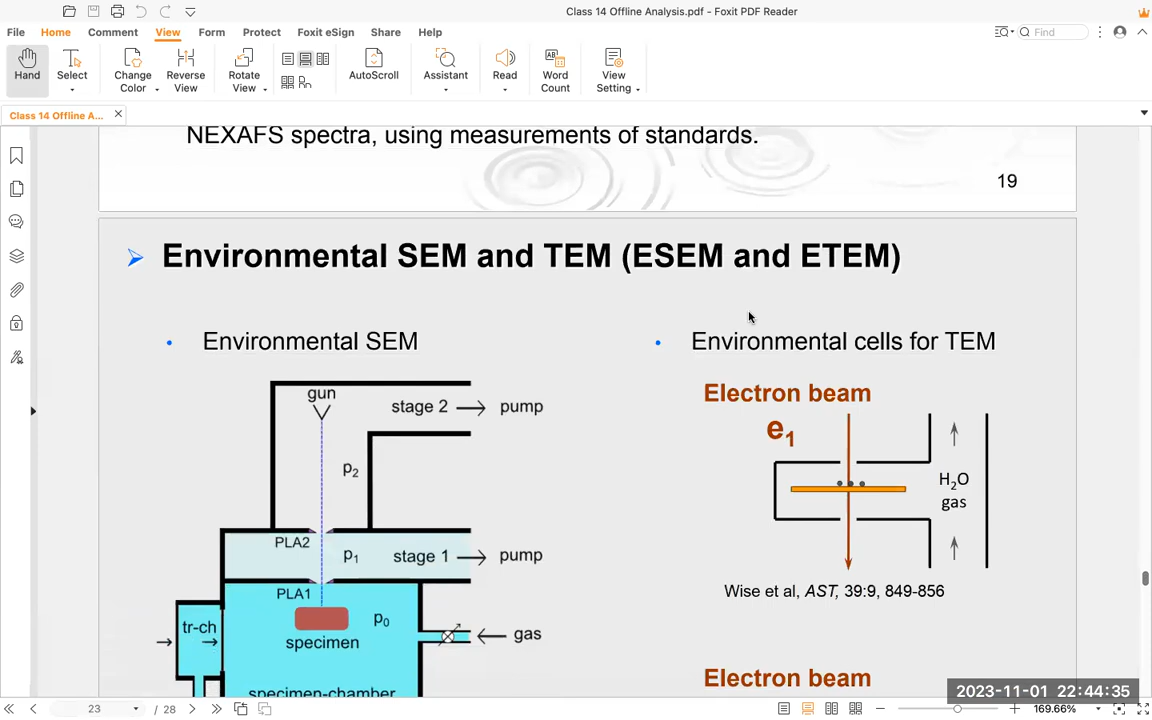 Class 14 Offline Analysis.pdf - Foxit PDF Reader
File Home Comment View Form Protect Foxit eSign Share Help Find
Hand Select Change Color Reverse View Rotate View AutoScroll Assistant Read Word Count View Setting
Class 14 Offline A...
NEXAFS spectra, using measurements of standards.
19
Environmental SEM and TEM (ESEM and ETEM)
• Environmental SEM
• Environmental cells for TEM
gun
stage 2 pump
p2
PLA2
p1
stage 1 pump
PLA1
p0
tr-ch
specimen
gas
specimen-chamber
Electron beam
e1
H2O
gas
Wise et al, AST, 39:9, 849-856
Electron beam
2023-11-01 22:44:35
23 / 28
169.66%